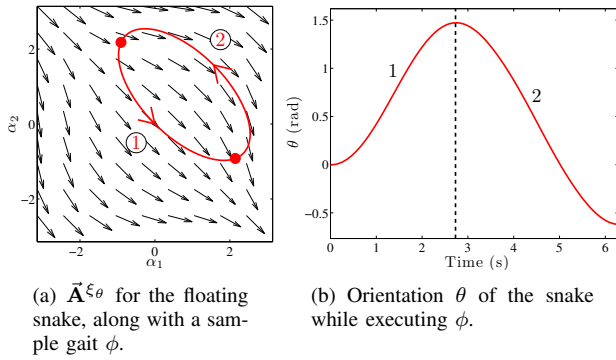 2
0
−2
α₂
−2
0
2
α₁
1
2
1.5
1
0.5
0
-0.5
θ (rad)
0
1
2
3
4
5
6
Time (s)
1
2
(a) A⃗^ξθ for the floating
snake, along with a sam-
ple gait ϕ.
(b) Orientation θ of the snake
while executing ϕ.